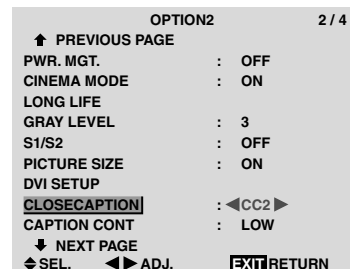 OPTION2 2 / 4
PREVIOUS PAGE
PWR. MGT. : OFF
CINEMA MODE : ON
LONG LIFE
GRAY LEVEL : 3
S1/S2 : OFF
PICTURE SIZE : ON
DVI SETUP
CLOSECAPTION : ◀CC2▶
CAPTION CONT : LOW
NEXT PAGE
SEL. ◀▶ADJ. EXIT RETURN